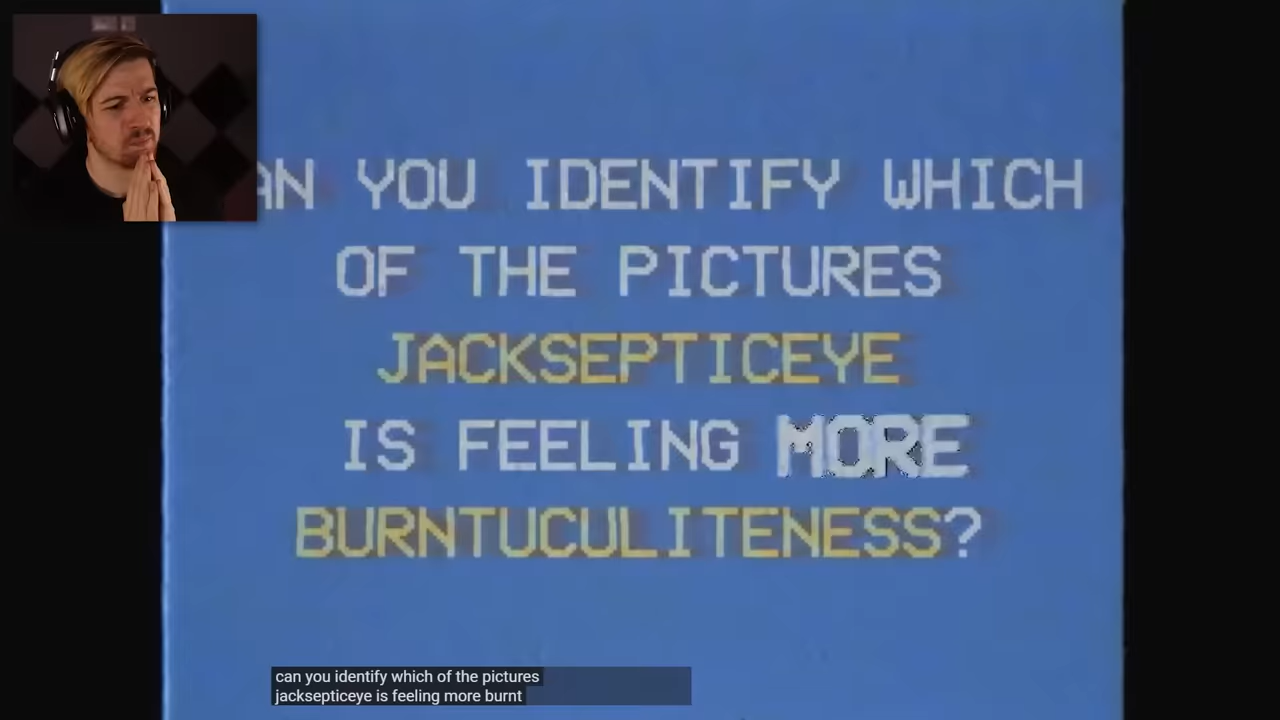 AN YOU IDENTIFY WHICH
OF THE PICTURES
JACKSEPTICEYE
IS FEELING MORE
BURNTUCULITENESS?
can you identify which of the pictures
jacksepticeye is feeling more burnt